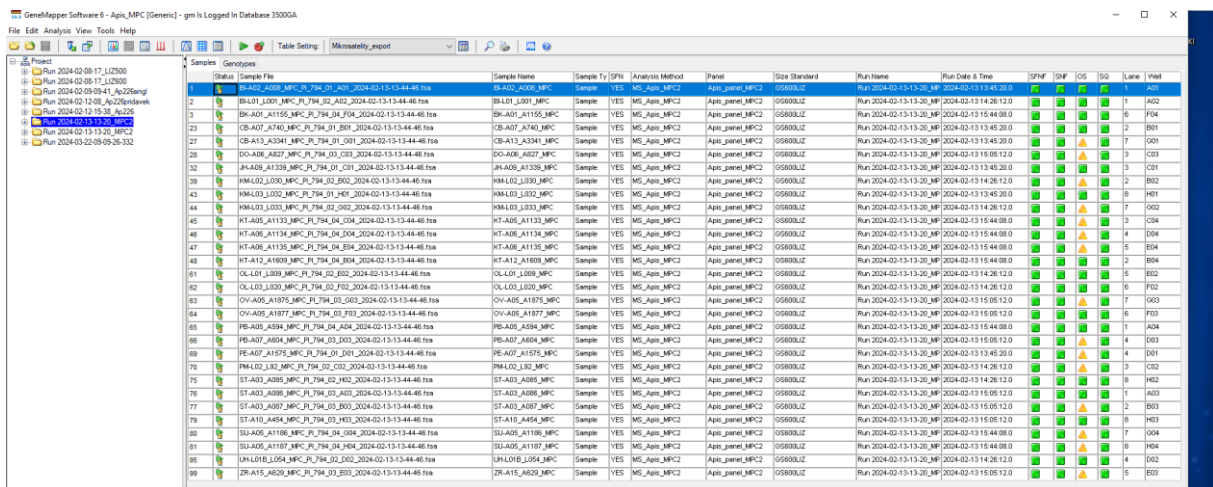 GeneMapper Software 6 - Apis_MPC [Generic] - gm Is Logged In Database 3500GA
File Edit Analysis View Tools Help
Table Setting: Mikrosatelity_export
Project
Run 2024-02-08-17_LIZ500
Run 2024-02-08-17_LIZ500
Run 2024-02-09-09-41_Ap226singl
Run 2024-02-12-08_Ap226pridavek
Run 2024-02-12-15-38_Ap226
Run 2024-02-13-13-20_MPC2
Run 2024-02-13-13-20_MPC2
Run 2024-03-22-09-09-26-332
Samples Genotypes
Status Sample File Sample Name Sample Ty SFN Analysis Method Panel Size Standard Run Name Run Date & Time SFNF SNF OS SQ Lane Well
1 BI-A02_A008_MPC_PI_794_01_A01_2024-02-13-13-44-46.fsa BI-A02_A008_MPC Sample YES MS_Apis_MPC2 Apis_panel_MPC2 GS600LIZ Run 2024-02-13-13-20_MP 2024-02-13 13:45:20.0 1 A01
2 BI-L01_L001_MPC_PI_794_02_A02_2024-02-13-13-44-46.fsa BI-L01_L001_MPC Sample YES MS_Apis_MPC2 Apis_panel_MPC2 GS600LIZ Run 2024-02-13-13-20_MP 2024-02-13 14:26:12.0 1 A02
3 BK-A01_A1155_MPC_PI_794_04_F04_2024-02-13-13-44-46.fsa BK-A01_A1155_MPC Sample YES MS_Apis_MPC2 Apis_panel_MPC2 GS600LIZ Run 2024-02-13-13-20_MP 2024-02-13 15:44:08.0 6 F04
23 CB-A07_A740_MPC_PI_794_01_B01_2024-02-13-13-44-46.fsa CB-A07_A740_MPC Sample YES MS_Apis_MPC2 Apis_panel_MPC2 GS600LIZ Run 2024-02-13-13-20_MP 2024-02-13 13:45:20.0 2 B01
27 CB-A13_A3341_MPC_PI_794_01_G01_2024-02-13-13-44-46.fsa CB-A13_A3341_MPC Sample YES MS_Apis_MPC2 Apis_panel_MPC2 GS600LIZ Run 2024-02-13-13-20_MP 2024-02-13 13:45:20.0 7 G01
28 DO-A06_A827_MPC_PI_794_03_C03_2024-02-13-13-44-46.fsa DO-A06_A827_MPC Sample YES MS_Apis_MPC2 Apis_panel_MPC2 GS600LIZ Run 2024-02-13-13-20_MP 2024-02-13 15:05:12.0 3 C03
32 JH-A09_A1339_MPC_PI_794_01_C01_2024-02-13-13-44-46.fsa JH-A09_A1339_MPC Sample YES MS_Apis_MPC2 Apis_panel_MPC2 GS600LIZ Run 2024-02-13-13-20_MP 2024-02-13 13:45:20.0 3 C01
39 KM-L02_L030_MPC_PI_794_02_B02_2024-02-13-13-44-46.fsa KM-L02_L030_MPC Sample YES MS_Apis_MPC2 Apis_panel_MPC2 GS600LIZ Run 2024-02-13-13-20_MP 2024-02-13 14:26:12.0 2 B02
43 KM-L03_L032_MPC_PI_794_01_H01_2024-02-13-13-44-46.fsa KM-L03_L032_MPC Sample YES MS_Apis_MPC2 Apis_panel_MPC2 GS600LIZ Run 2024-02-13-13-20_MP 2024-02-13 13:45:20.0 8 H01
44 KM-L03_L033_MPC_PI_794_02_G02_2024-02-13-13-44-46.fsa KM-L03_L033_MPC Sample YES MS_Apis_MPC2 Apis_panel_MPC2 GS600LIZ Run 2024-02-13-13-20_MP 2024-02-13 14:26:12.0 7 G02
45 KT-A05_A1133_MPC_PI_794_04_C04_2024-02-13-13-44-46.fsa KT-A05_A1133_MPC Sample YES MS_Apis_MPC2 Apis_panel_MPC2 GS600LIZ Run 2024-02-13-13-20_MP 2024-02-13 15:44:08.0 3 C04
46 KT-A06_A1134_MPC_PI_794_04_D04_2024-02-13-13-44-46.fsa KT-A06_A1134_MPC Sample YES MS_Apis_MPC2 Apis_panel_MPC2 GS600LIZ Run 2024-02-13-13-20_MP 2024-02-13 15:44:08.0 4 D04
47 KT-A06_A1135_MPC_PI_794_04_E04_2024-02-13-13-44-46.fsa KT-A06_A1135_MPC Sample YES MS_Apis_MPC2 Apis_panel_MPC2 GS600LIZ Run 2024-02-13-13-20_MP 2024-02-13 15:44:08.0 5 E04
48 KT-A12_A1609_MPC_PI_794_04_B04_2024-02-13-13-44-46.fsa KT-A12_A1609_MPC Sample YES MS_Apis_MPC2 Apis_panel_MPC2 GS600LIZ Run 2024-02-13-13-20_MP 2024-02-13 15:44:08.0 2 B04
61 OL-L01_L009_MPC_PI_794_02_E02_2024-02-13-13-44-46.fsa OL-L01_L009_MPC Sample YES MS_Apis_MPC2 Apis_panel_MPC2 GS600LIZ Run 2024-02-13-13-20_MP 2024-02-13 14:26:12.0 5 E02
62 OL-L03_L020_MPC_PI_794_02_F02_2024-02-13-13-44-46.fsa OL-L03_L020_MPC Sample YES MS_Apis_MPC2 Apis_panel_MPC2 GS600LIZ Run 2024-02-13-13-20_MP 2024-02-13 14:26:12.0 6 F02
63 OV-A05_A1875_MPC_PI_794_03_G03_2024-02-13-13-44-46.fsa OV-A05_A1875_MPC Sample YES MS_Apis_MPC2 Apis_panel_MPC2 GS600LIZ Run 2024-02-13-13-20_MP 2024-02-13 15:05:12.0 7 G03
64 OV-A05_A1877_MPC_PI_794_03_F03_2024-02-13-13-44-46.fsa OV-A05_A1877_MPC Sample YES MS_Apis_MPC2 Apis_panel_MPC2 GS600LIZ Run 2024-02-13-13-20_MP 2024-02-13 15:05:12.0 6 F03
65 PB-A05_A594_MPC_PI_794_04_A04_2024-02-13-13-44-46.fsa PB-A05_A594_MPC Sample YES MS_Apis_MPC2 Apis_panel_MPC2 GS600LIZ Run 2024-02-13-13-20_MP 2024-02-13 15:44:08.0 1 A04
66 PB-A07_A604_MPC_PI_794_03_D03_2024-02-13-13-44-46.fsa PB-A07_A604_MPC Sample YES MS_Apis_MPC2 Apis_panel_MPC2 GS600LIZ Run 2024-02-13-13-20_MP 2024-02-13 15:05:12.0 4 D03
69 PE-A07_A1575_MPC_PI_794_01_D01_2024-02-13-13-44-46.fsa PE-A07_A1575_MPC Sample YES MS_Apis_MPC2 Apis_panel_MPC2 GS600LIZ Run 2024-02-13-13-20_MP 2024-02-13 13:45:20.0 4 D01
70 PM-L02_L92_MPC_PI_794_02_C02_2024-02-13-13-44-46.fsa PM-L02_L92_MPC Sample YES MS_Apis_MPC2 Apis_panel_MPC2 GS600LIZ Run 2024-02-13-13-20_MP 2024-02-13 14:26:12.0 3 C02
75 ST-A03_A085_MPC_PI_794_02_H02_2024-02-13-13-44-46.fsa ST-A03_A085_MPC Sample YES MS_Apis_MPC2 Apis_panel_MPC2 GS600LIZ Run 2024-02-13-13-20_MP 2024-02-13 14:26:12.0 8 H02
76 ST-A03_A086_MPC_PI_794_03_A03_2024-02-13-13-44-46.fsa ST-A03_A086_MPC Sample YES MS_Apis_MPC2 Apis_panel_MPC2 GS600LIZ Run 2024-02-13-13-20_MP 2024-02-13 15:05:12.0 1 A03
77 ST-A03_A087_MPC_PI_794_03_B03_2024-02-13-13-44-46.fsa ST-A03_A087_MPC Sample YES MS_Apis_MPC2 Apis_panel_MPC2 GS600LIZ Run 2024-02-13-13-20_MP 2024-02-13 15:05:12.0 2 B03
79 ST-A10_A454_MPC_PI_794_03_H03_2024-02-13-13-44-46.fsa ST-A10_A454_MPC Sample YES MS_Apis_MPC2 Apis_panel_MPC2 GS600LIZ Run 2024-02-13-13-20_MP 2024-02-13 15:05:12.0 8 H03
80 SU-A05_A1186_MPC_PI_794_04_G04_2024-02-13-13-44-46.fsa SU-A05_A1186_MPC Sample YES MS_Apis_MPC2 Apis_panel_MPC2 GS600LIZ Run 2024-02-13-13-20_MP 2024-02-13 15:44:08.0 7 G04
81 SU-A05_A1187_MPC_PI_794_04_H04_2024-02-13-13-44-46.fsa SU-A05_A1187_MPC Sample YES MS_Apis_MPC2 Apis_panel_MPC2 GS600LIZ Run 2024-02-13-13-20_MP 2024-02-13 15:44:08.0 8 H04
95 UH-L01B_L054_MPC_PI_794_02_D02_2024-02-13-13-44-46.fsa UH-L01B_L054_MPC Sample YES MS_Apis_MPC2 Apis_panel_MPC2 GS600LIZ Run 2024-02-13-13-20_MP 2024-02-13 14:26:12.0 4 D02
99 ZR-A15_A629_MPC_PI_794_03_E03_2024-02-13-13-44-46.fsa ZR-A15_A629_MPC Sample YES MS_Apis_MPC2 Apis_panel_MPC2 GS600LIZ Run 2024-02-13-13-20_MP 2024-02-13 15:05:12.0 5 E03